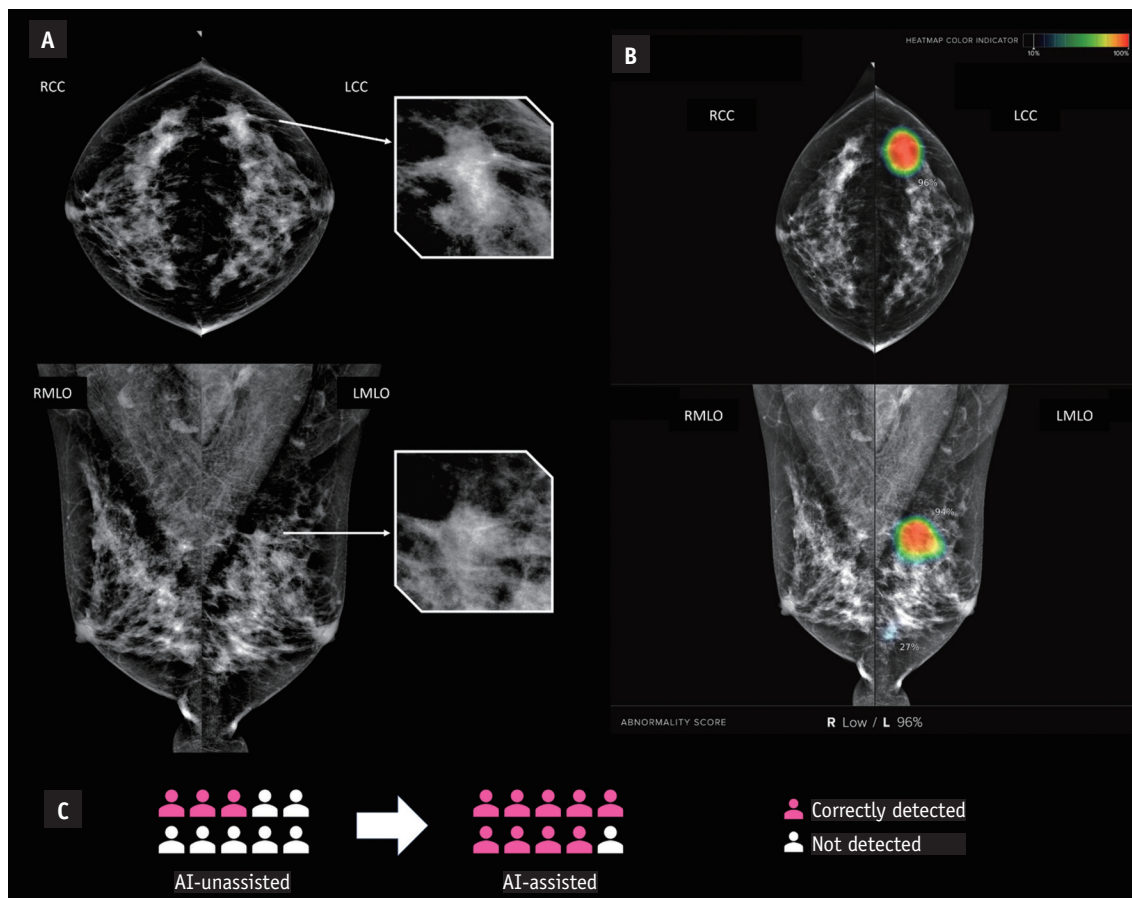 A
RCC
LCC
RMLO
LMLO
B
HEATMAP COLOR INDICATOR
10%
100%
RCC
LCC
96%
RMLO
LMLO
94%
27%
ABNORMALITY SCORE
R Low / L 96%
C
AI-unassisted
AI-assisted
Correctly detected
Not detected